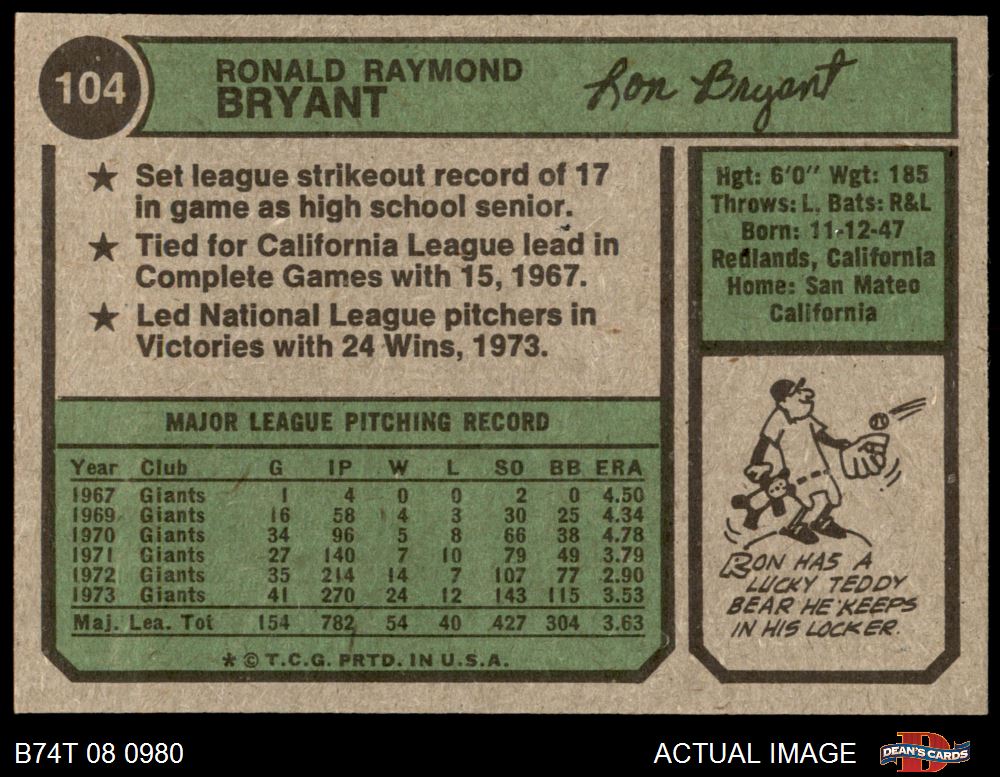 104
RONALD RAYMOND
BRYANT
Ron Bryant
★ Set league strikeout record of 17
in game as high school senior.
★ Tied for California League lead in
Complete Games with 15, 1967.
★ Led National League pitchers in
Victories with 24 Wins, 1973.
Hgt: 6'0" Wgt: 185
Throws: L. Bats: R&L
Born: 11-12-47
Redlands, California
Home: San Mateo
California
MAJOR LEAGUE PITCHING RECORD
Year Club G IP W L SO BB ERA
1967 Giants 1 4 0 0 2 0 4.50
1969 Giants 16 58 4 3 30 25 4.34
1970 Giants 34 96 5 8 66 38 4.78
1971 Giants 27 140 7 10 79 49 3.79
1972 Giants 35 214 14 7 107 77 2.90
1973 Giants 41 270 24 12 143 115 3.53
Maj. Lea. Tot 154 782 54 40 427 304 3.63
* © T.C.G. PRTD. IN U.S.A.
RON HAS A
LUCKY TEDDY
BEAR HE KEEPS
IN HIS LOCKER.
B74T 08 0980
ACTUAL IMAGE
DEAN'S CARDS